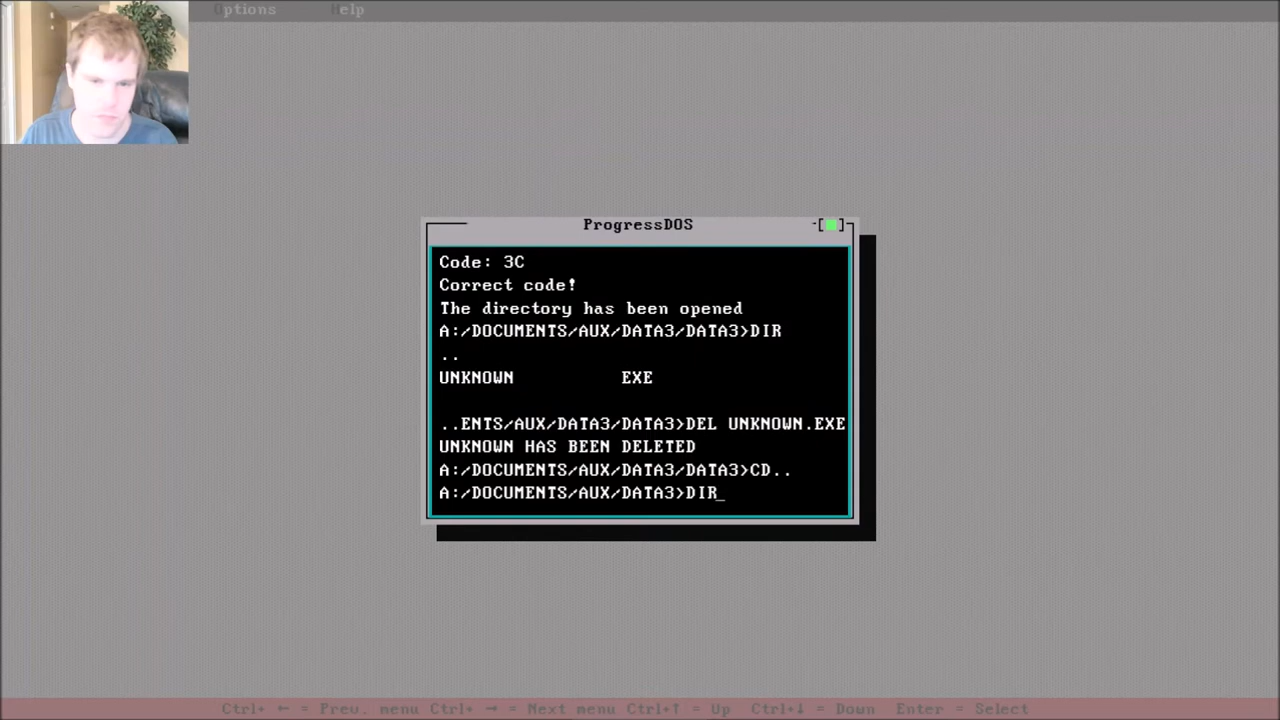 Options Help
ProgressDOS
Code: 3C
Correct code!
The directory has been opened
A:/DOCUMENTS/AUX/DATA3/DATA3>DIR
..
UNKNOWN EXE
..ENTS/AUX/DATA3/DATA3>DEL UNKNOWN.EXE
UNKNOWN HAS BEEN DELETED
A:/DOCUMENTS/AUX/DATA3/DATA3>CD..
A:/DOCUMENTS/AUX/DATA3>DIR_
Ctrl+ ← = Prev. menu Ctrl+ → = Next menu Ctrl+↑ = Up Ctrl+↓ = Down Enter = Select